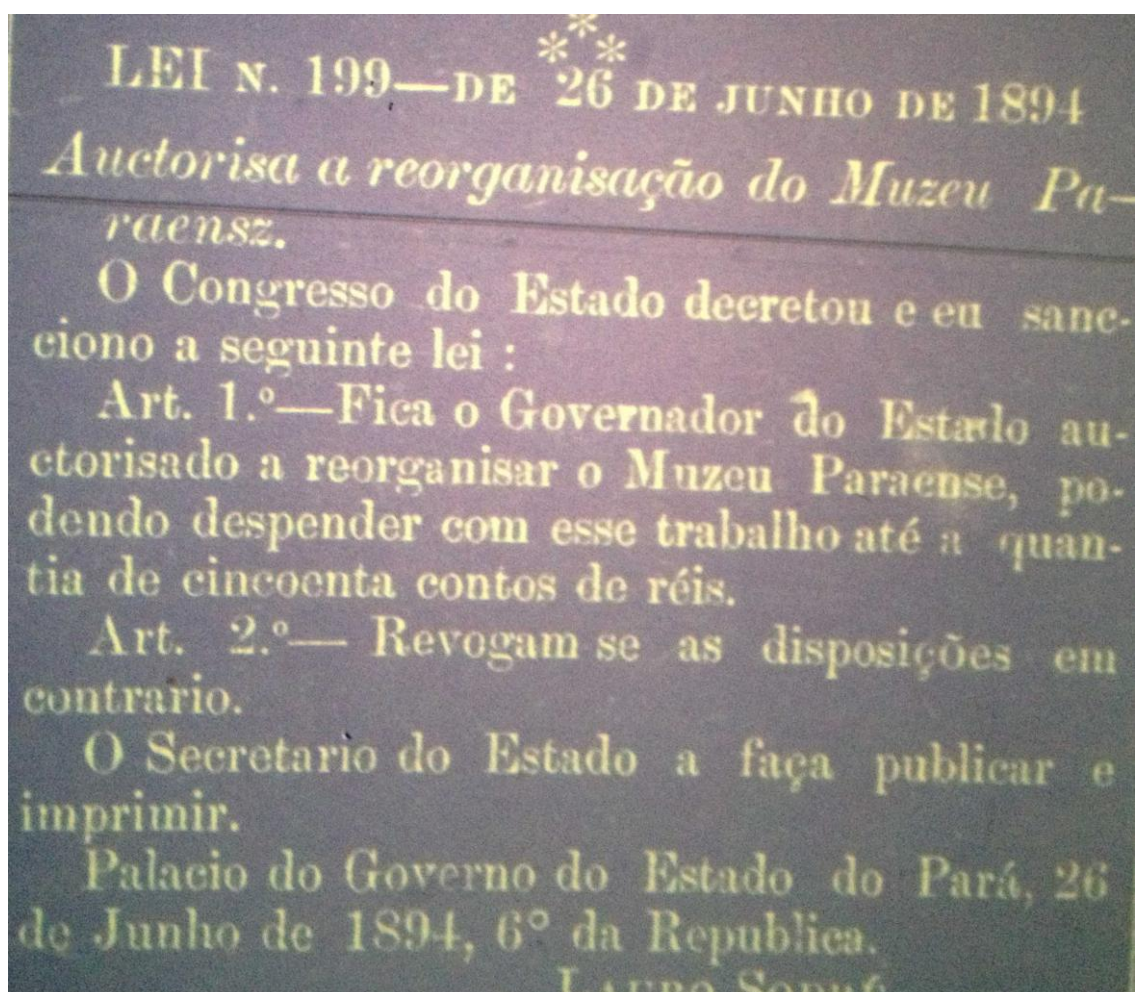 ***
LEI N. 199—DE 26 DE JUNHO DE 1894
Auctorisa a reorganisação do Muzeu Pa-
raensz.
O Congresso do Estado decretou e eu sanc-
ciono a seguinte lei :
Art. 1.º—Fica o Governador do Estado au-
ctorisado a reorganisar o Muzeu Paraense, po-
dendo despender com esse trabalho até a quan-
tia de cincoenta contos de réis.
Art. 2.º— Revogam se as disposições em
contrario.
O Secretario do Estado a faça publicar e
imprimir.
Palacio do Governo do Estado do Pará, 26
de Junho de 1894, 6° da Republica.
LAURO SODRÉ